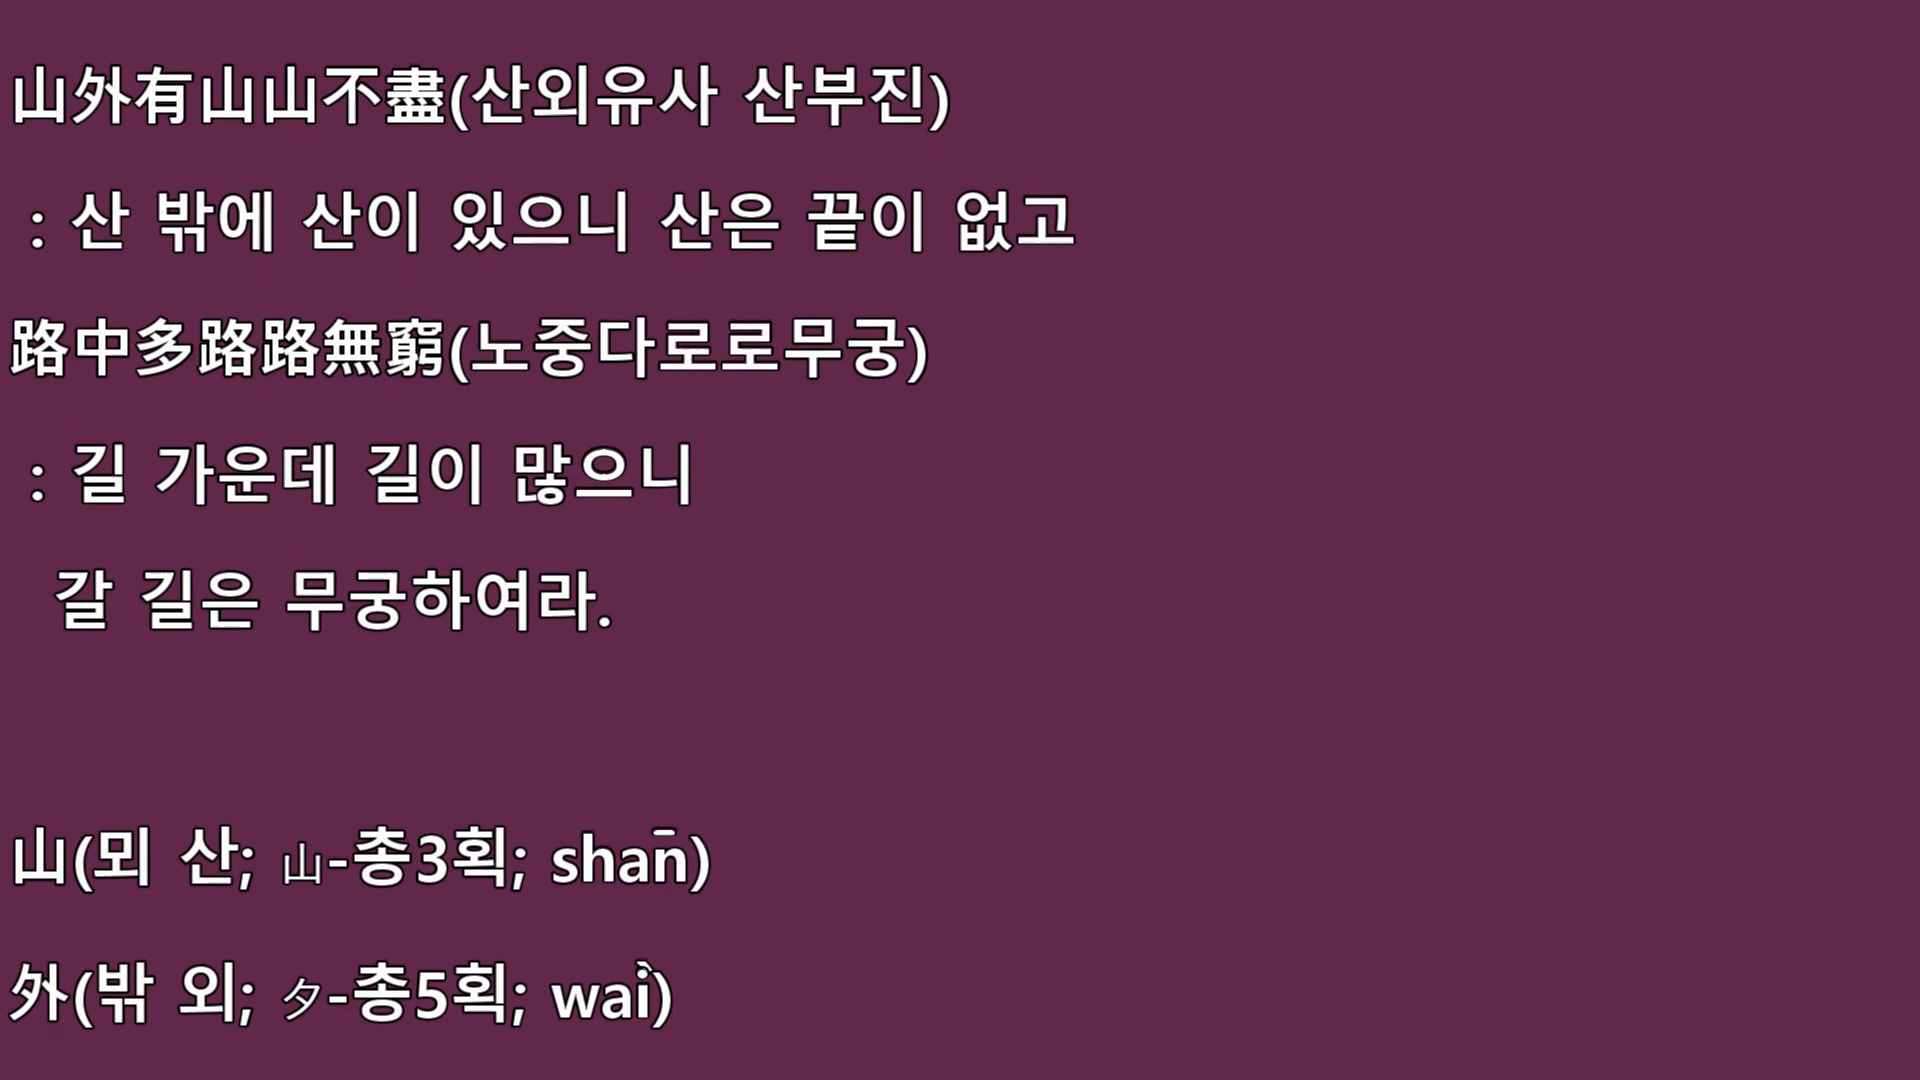 山外有山山不盡(산외유사 산부진)
: 산 밖에 산이 있으니 산은 끝이 없고
路中多路路無窮(노중다로로무궁)
: 길 가운데 길이 많으니
갈 길은 무궁하여라.
山(뫼 산; 山-총3획; shān)
外(밖 외; 夕-총5획; wài)